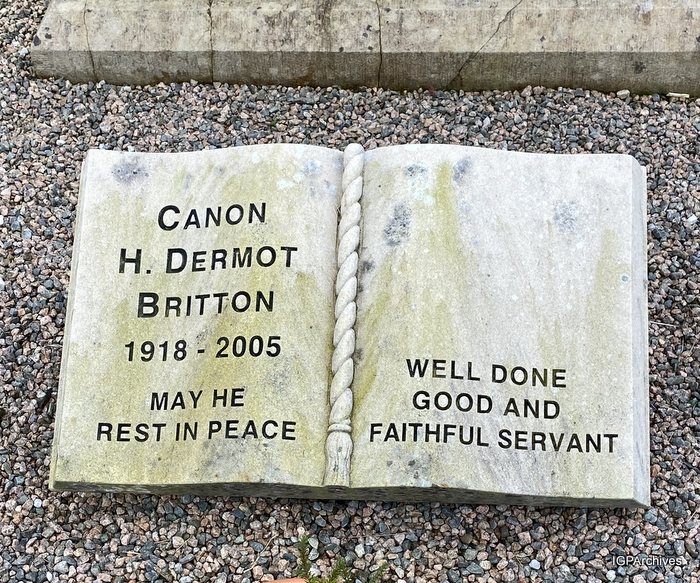 CANON
H. DERMOT
BRITTON
1918 - 2005
MAY HE
REST IN PEACE
WELL DONE
GOOD AND
FAITHFUL SERVANT
IGPArchives